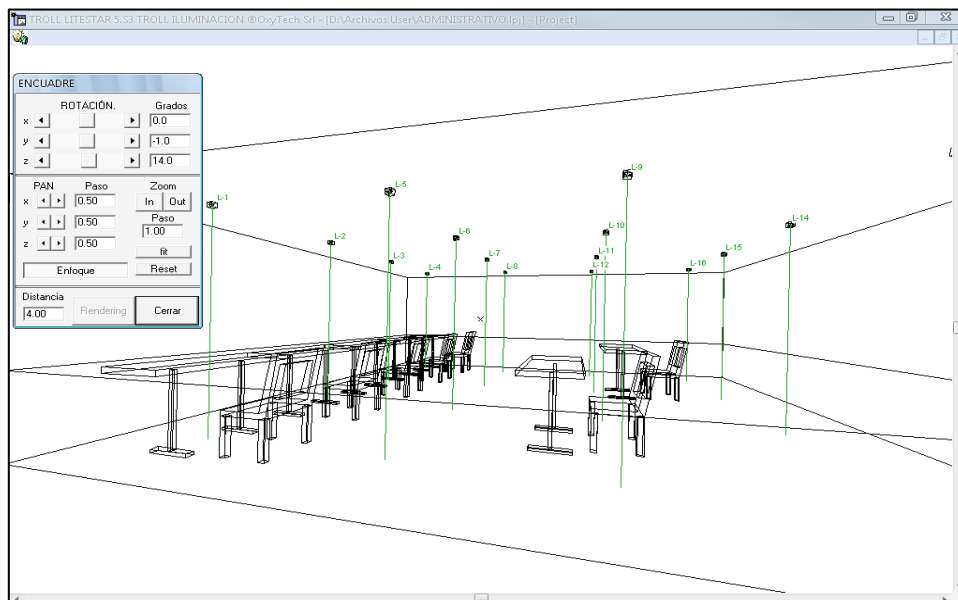 TROLL LITESTAR 5.S3 TROLL ILUMINACION ©OxyTech Srl - [D:\Archivos User\ADMINISTRATIVO.lpj] - [Project]
ENCUADRE
ROTACIÓN. Grados
x 0.0
y -1.0
z 14.0
PAN Paso Zoom
x 0.50 In Out
Paso
y 0.50 1.00
z 0.50 fit
Enfoque Reset
Distancia
4.00 Rendering Cerrar
L-9
L-5
L-1
L-14
L-10
L-6
L-2
L-15
L-11
L-7
L-3
L-12
L-16
L-8
L-4